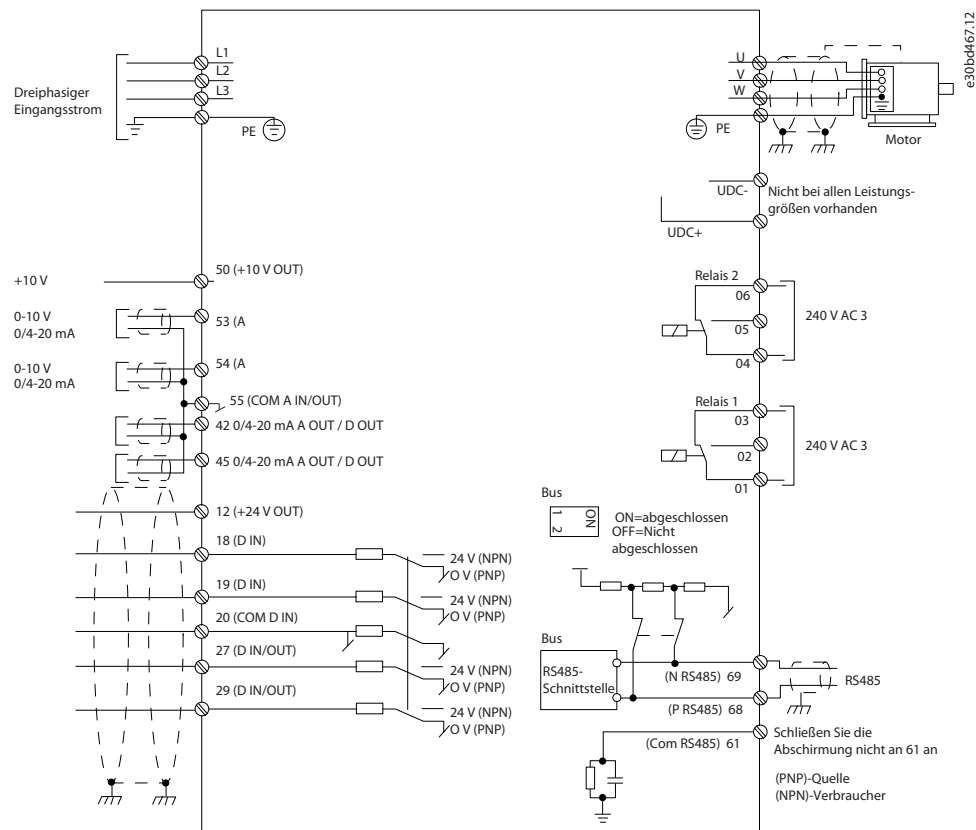 e30bd467.12
L1
L2
L3
Dreiphasiger
Eingangsstrom
PE
U
V
W
PE
Motor
UDC-
Nicht bei allen Leistungs-
größen vorhanden
UDC+
+10 V
50 (+10 V OUT)
0-10 V
0/4-20 mA
53 (A
0-10 V
0/4-20 mA
54 (A
55 (COM A IN/OUT)
42 0/4-20 mA A OUT / D OUT
45 0/4-20 mA A OUT / D OUT
12 (+24 V OUT)
18 (D IN)
24 V (NPN)
O V (PNP)
19 (D IN)
24 V (NPN)
O V (PNP)
20 (COM D IN)
27 (D IN/OUT)
24 V (NPN)
O V (PNP)
29 (D IN/OUT)
24 V (NPN)
O V (PNP)
Relais 2
06
05
04
240 V AC 3
Relais 1
03
02
01
240 V AC 3
Bus
1 2
ON
ON=abgeschlossen
OFF=Nicht
abgeschlossen
Bus
RS485-
Schnittstelle
(N RS485) 69
RS485
(P RS485) 68
(Com RS485) 61
Schließen Sie die
Abschirmung nicht an 61 an
(PNP)-Quelle
(NPN)-Verbraucher